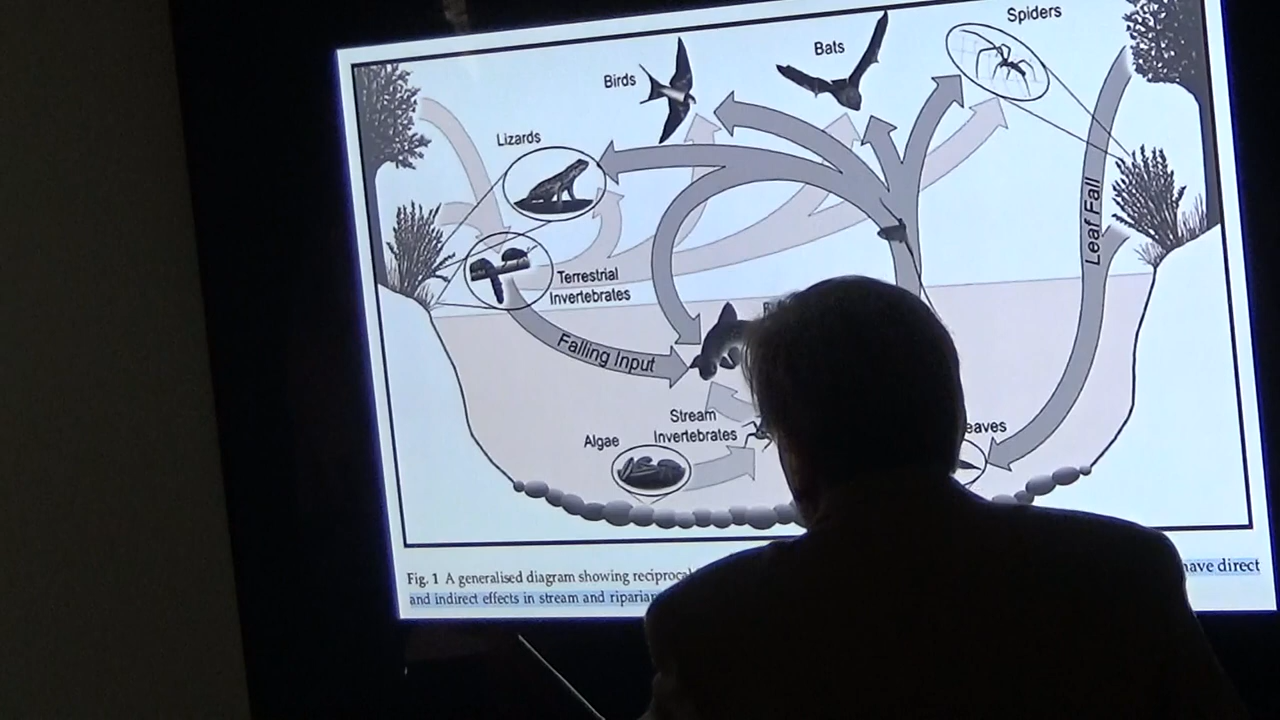 Spiders
Bats
Birds
Lizards
Leaf Fall
Terrestrial
Invertebrates
Falling Input
Stream
Invertebrates
Algae
eaves
Fig. 1 A generalised diagram showing reciprocal
have direct
and indirect effects in stream and riparian